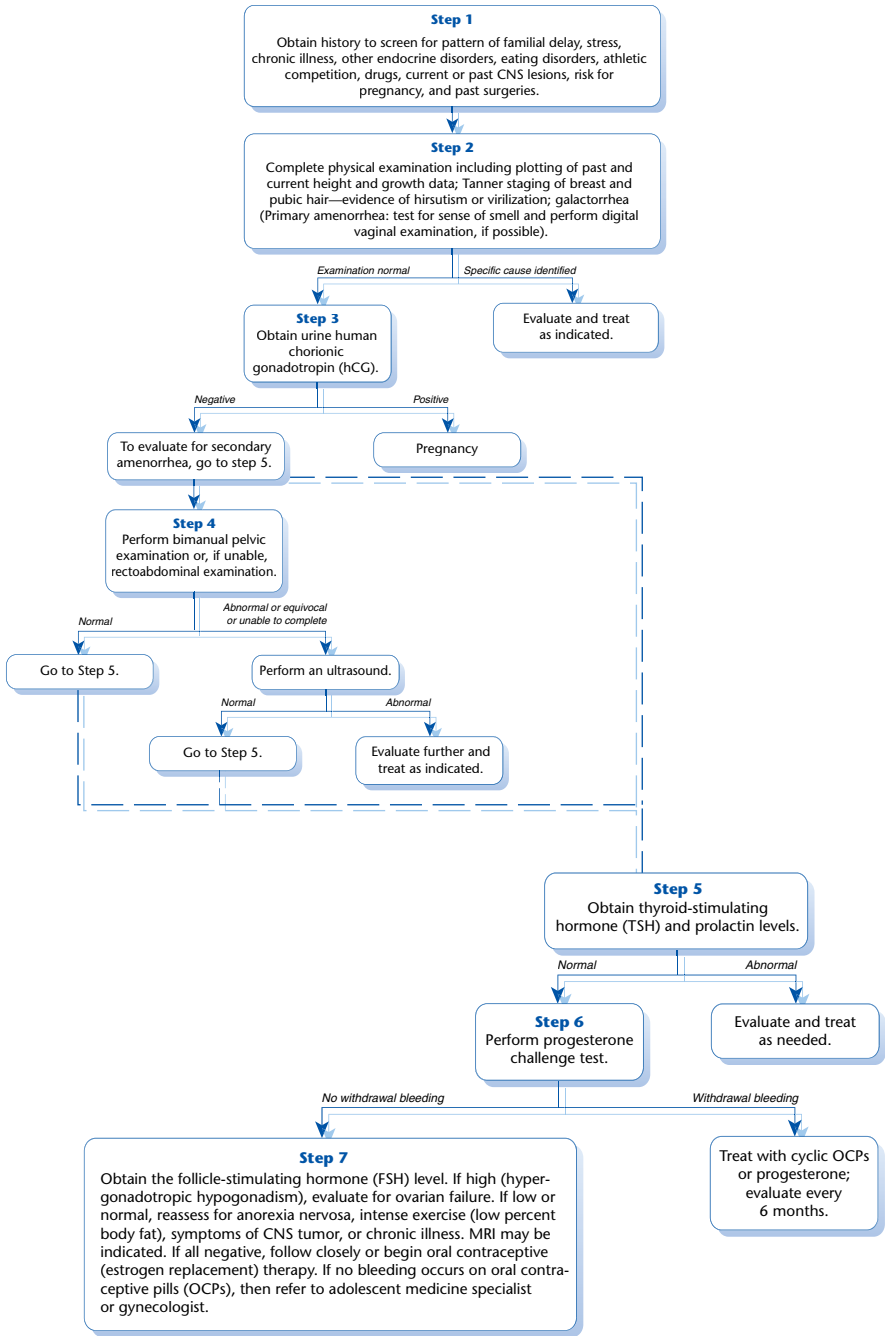 Step 1
Obtain history to screen for pattern of familial delay, stress,
chronic illness, other endocrine disorders, eating disorders, athletic
competition, drugs, current or past CNS lesions, risk for
pregnancy, and past surgeries.
Step 2
Complete physical examination including plotting of past and
current height and growth data; Tanner staging of breast and
pubic hair—evidence of hirsutism or virilization; galactorrhea
(Primary amenorrhea: test for sense of smell and perform digital
vaginal examination, if possible).
Examination normal
Specific cause identified
Step 3
Obtain urine human
chorionic
gonadotropin (hCG).
Evaluate and treat
as indicated.
Negative
Positive
To evaluate for secondary
amenorrhea, go to step 5.
Pregnancy
Step 4
Perform bimanual pelvic
examination or, if unable,
rectoabdominal examination.
Normal
Abnormal or equivocal
or unable to complete
Go to Step 5.
Perform an ultrasound.
Normal
Abnormal
Go to Step 5.
Evaluate further and
treat as indicated.
Step 5
Obtain thyroid-stimulating
hormone (TSH) and prolactin levels.
Normal
Abnormal
Step 6
Perform progesterone
challenge test.
Evaluate and treat
as needed.
No withdrawal bleeding
Withdrawal bleeding
Step 7
Obtain the follicle-stimulating hormone (FSH) level. If high (hyper-
gonadotropic hypogonadism), evaluate for ovarian failure. If low or
normal, reassess for anorexia nervosa, intense exercise (low percent
body fat), symptoms of CNS tumor, or chronic illness. MRI may be
indicated. If all negative, follow closely or begin oral contraceptive
(estrogen replacement) therapy. If no bleeding occurs on oral contra-
ceptive pills (OCPs), then refer to adolescent medicine specialist
or gynecologist.
Treat with cyclic OCPs
or progesterone;
evaluate every
6 months.